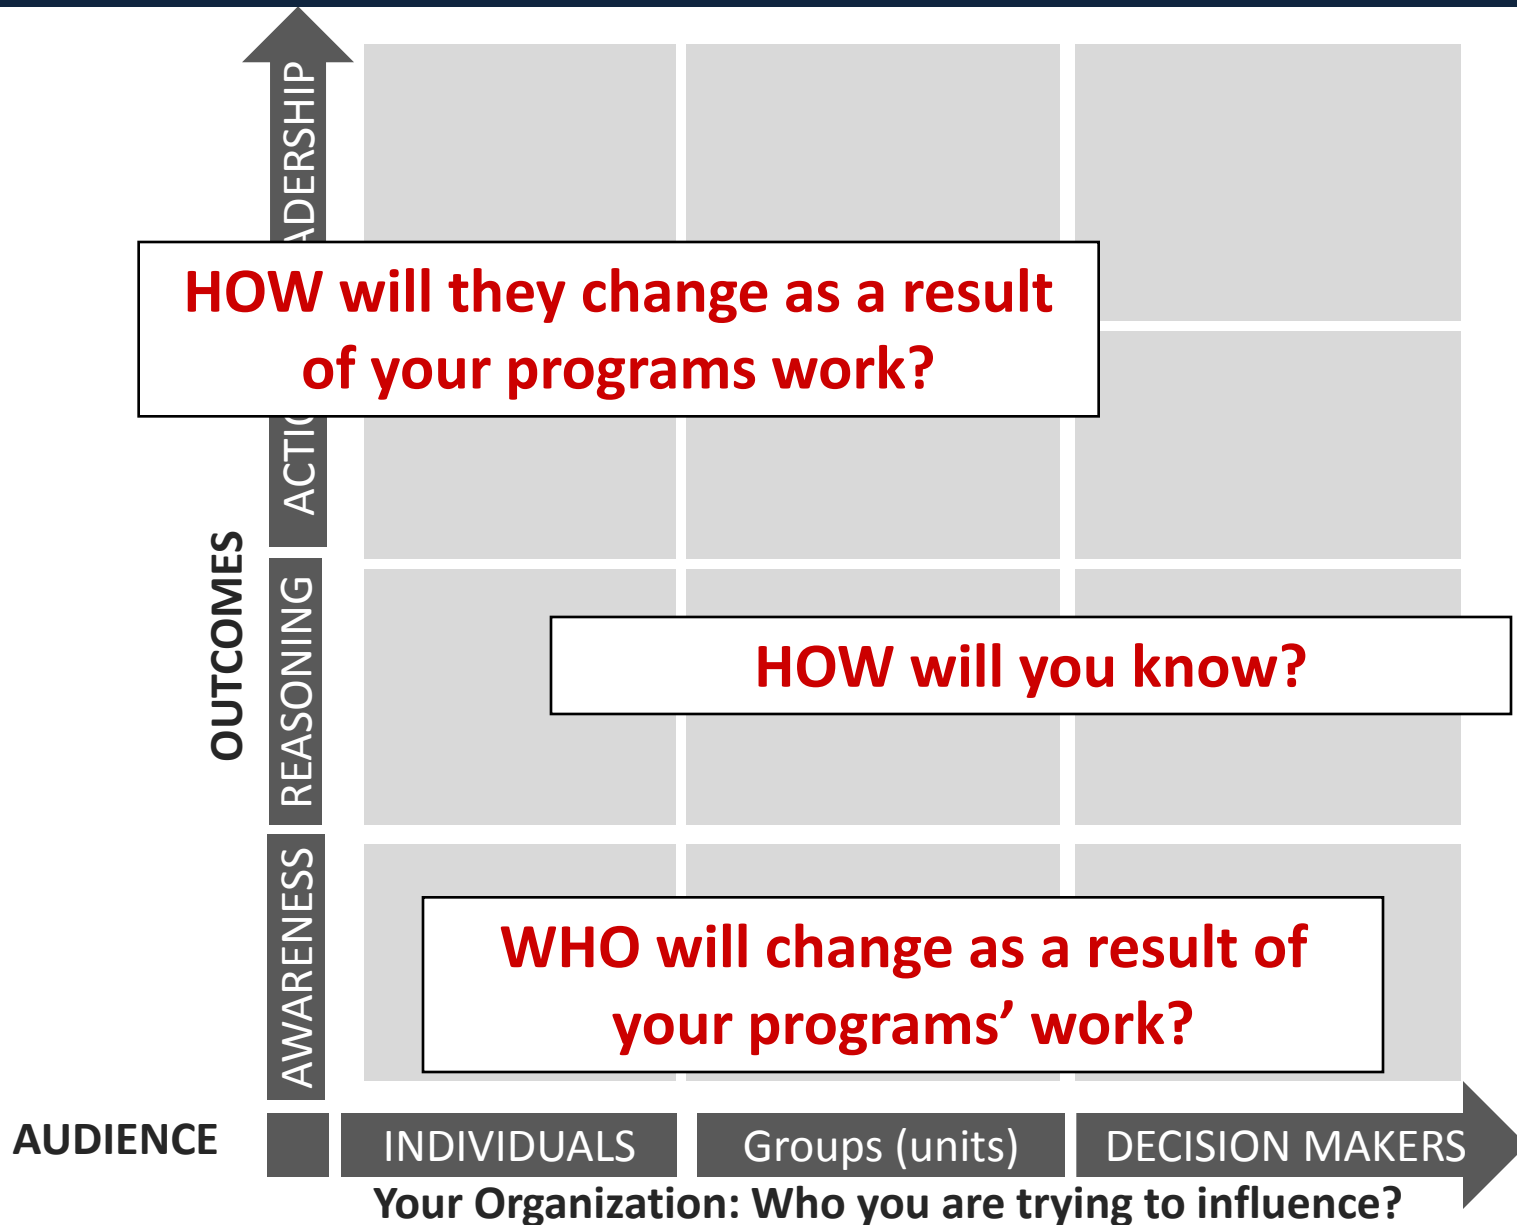 HOW will they change as a result
of your programs work?
OUTCOMES
REASONING
HOW will you know?
AWARENESS
WHO will change as a result of
your programs’ work?
AUDIENCE
INDIVIDUALS
Groups (units)
DECISION MAKERS
Your Organization: Who you are trying to influence?